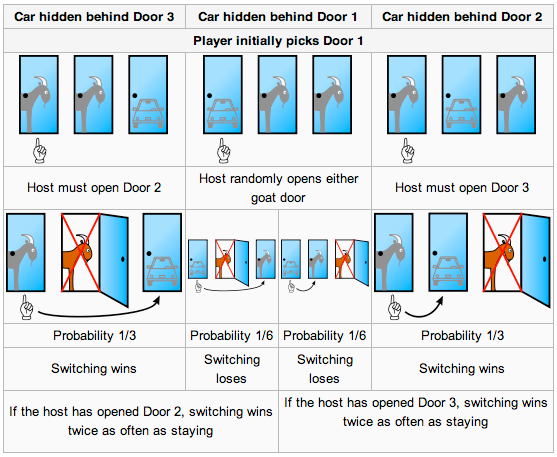 Car hidden behind Door 3
Car hidden behind Door 1
Car hidden behind Door 2
Player initially picks Door 1
Host must open Door 2
Host randomly opens either
goat door
Host must open Door 3
Probability 1/3
Probability 1/6
Probability 1/6
Probability 1/3
Switching wins
Switching
loses
Switching
loses
Switching wins
If the host has opened Door 2, switching wins
twice as often as staying
If the host has opened Door 3, switching wins
twice as often as staying